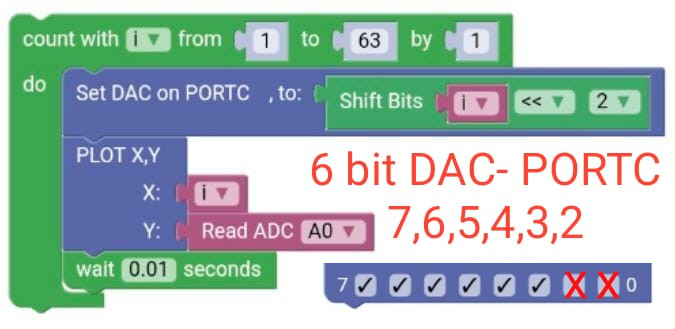 count with i from 1 to 63 by 1
do
Set DAC on PORTC , to: Shift Bits i << 2
PLOT X,Y
X: i
Y: Read ADC A0
wait 0.01 seconds
6 bit DAC- PORTC
7,6,5,4,3,2
7 ✓ ✓ ✓ ✓ ✓ ✓ X X 0